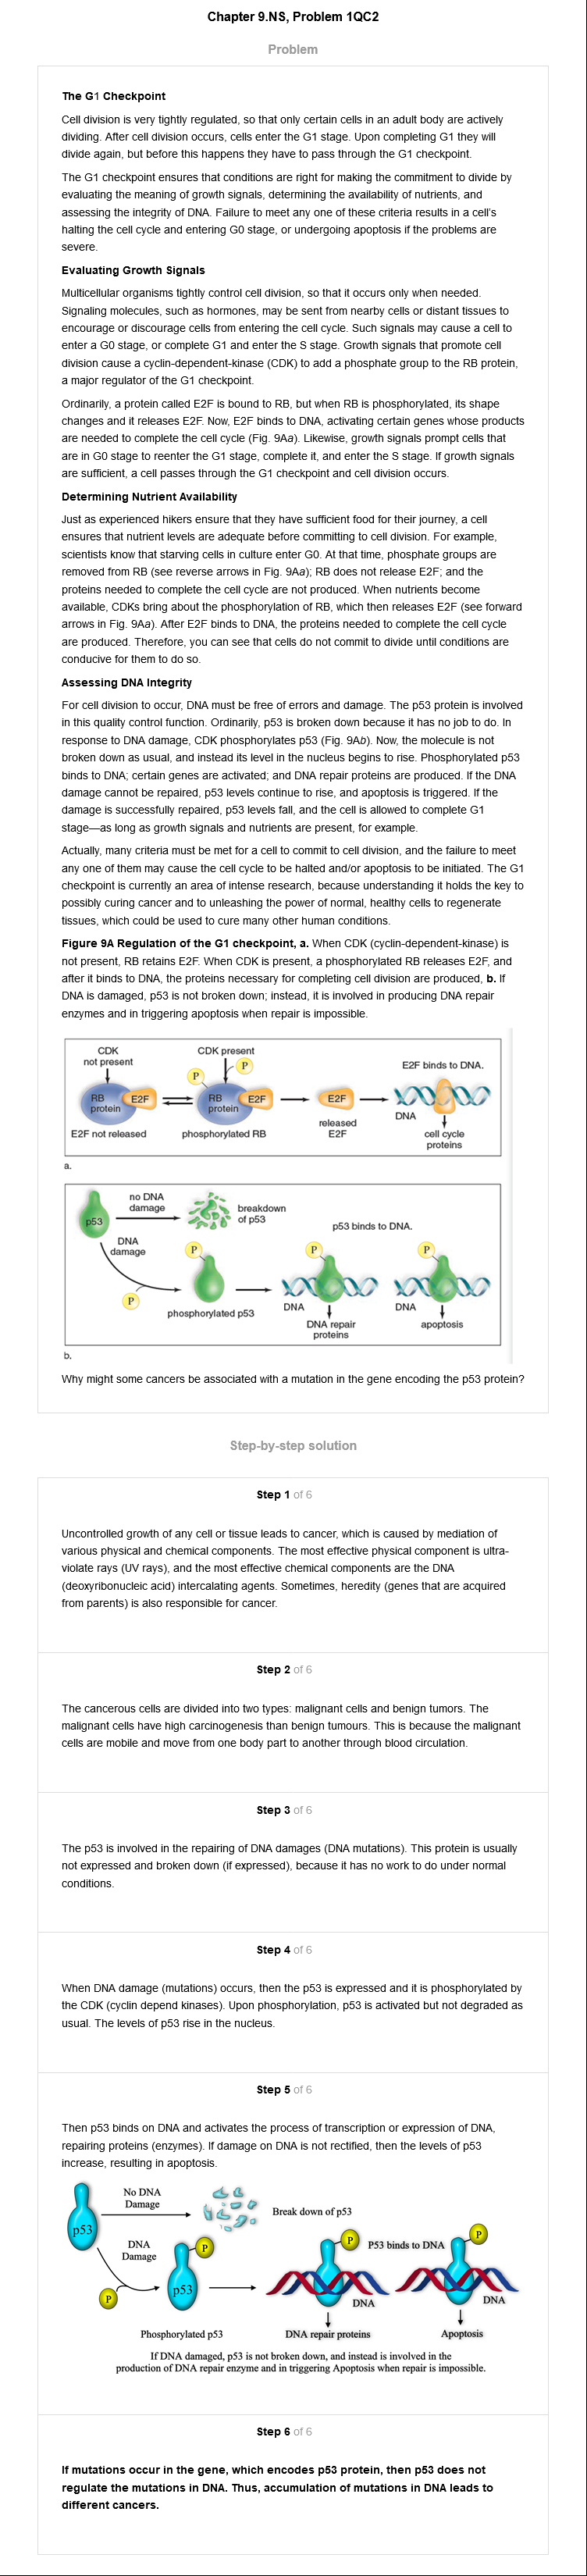 Chapter 9.NS, Problem 1QC2
Problem
The G1 Checkpoint
Cell division is very tightly regulated, so that only certain cells in an adult body are actively
dividing. After cell division occurs, cells enter the G1 stage. Upon completing G1 they will
divide again, but before this happens they have to pass through the G1 checkpoint.
The G1 checkpoint ensures that conditions are right for making the commitment to divide by
evaluating the meaning of growth signals, determining the availability of nutrients, and
assessing the integrity of DNA. Failure to meet any one of these criteria results in a cell's
halting the cell cycle and entering G0 stage, or undergoing apoptosis if the problems are
severe.
Evaluating Growth Signals
Multicellular organisms tightly control cell division, so that it occurs only when needed.
Signaling molecules, such as hormones, may be sent from nearby cells or distant tissues to
encourage or discourage cells from entering the cell cycle. Such signals may cause a cell to
enter a G0 stage, or complete G1 and enter the S stage. Growth signals that promote cell
division cause a cyclin-dependent-kinase (CDK) to add a phosphate group to the RB protein,
a major regulator of the G1 checkpoint.
Ordinarily, a protein called E2F is bound to RB, but when RB is phosphorylated, its shape
changes and it releases E2F. Now, E2F binds to DNA, activating certain genes whose products
are needed to complete the cell cycle (Fig. 9Aa). Likewise, growth signals prompt cells that
are in G0 stage to reenter the G1 stage, complete it, and enter the S stage. If growth signals
are sufficient, a cell passes through the G1 checkpoint and cell division occurs.
Determining Nutrient Availability
Just as experienced hikers ensure that they have sufficient food for their journey, a cell
ensures that nutrient levels are adequate before committing to cell division. For example,
scientists know that starving cells in culture enter G0. At that time, phosphate groups are
removed from RB (see reverse arrows in Fig. 9Aa); RB does not release E2F; and the
proteins needed to complete the cell cycle are not produced. When nutrients become
available, CDKs bring about the phosphorylation of RB, which then releases E2F (see forward
arrows in Fig. 9Aa). After E2F binds to DNA, the proteins needed to complete the cell cycle
are produced. Therefore, you can see that cells do not commit to divide until conditions are
conducive for them to do so.
Assessing DNA Integrity
For cell division to occur, DNA must be free of errors and damage. The p53 protein is involved
in this quality control function. Ordinarily, p53 is broken down because it has no job to do. In
response to DNA damage, CDK phosphorylates p53 (Fig. 9Ab). Now, the molecule is not
broken down as usual, and instead its level in the nucleus begins to rise. Phosphorylated p53
binds to DNA; certain genes are activated; and DNA repair proteins are produced. If the DNA
damage cannot be repaired, p53 levels continue to rise, and apoptosis is triggered. If the
damage is successfully repaired, p53 levels fall, and the cell is allowed to complete G1
stage—as long as growth signals and nutrients are present, for example.
Actually, many criteria must be met for a cell to commit to cell division, and the failure to meet
any one of them may cause the cell cycle to be halted and/or apoptosis to be initiated. The G1
checkpoint is currently an area of intense research, because understanding it holds the key to
possibly curing cancer and to unleashing the power of normal, healthy cells to regenerate
tissues, which could be used to cure many other human conditions.
Figure 9A Regulation of the G1 checkpoint, a. When CDK (cyclin-dependent-kinase) is
not present, RB retains E2F. When CDK is present, a phosphorylated RB releases E2F, and
after it binds to DNA, the proteins necessary for completing cell division are produced, b. If
DNA is damaged, p53 is not broken down; instead, it is involved in producing DNA repair
enzymes and in triggering apoptosis when repair is impossible.
CDK
not present
CDK present
P
P
E2F binds to DNA.
RB
protein
E2F
RB
protein
E2F
E2F
DNA
E2F not released
phosphorylated RB
released
E2F
cell cycle
proteins
a.
p53
no DNA
damage
breakdown
of p53
p53 binds to DNA.
DNA
damage
P
P
P
P
phosphorylated p53
DNA
DNA
DNA repair
proteins
apoptosis
b.
Why might some cancers be associated with a mutation in the gene encoding the p53 protein?
Step-by-step solution
Step 1 of 6
Uncontrolled growth of any cell or tissue leads to cancer, which is caused by mediation of
various physical and chemical components. The most effective physical component is ultra-
violate rays (UV rays), and the most effective chemical components are the DNA
(deoxyribonucleic acid) intercalating agents. Sometimes, heredity (genes that are acquired
from parents) is also responsible for cancer.
Step 2 of 6
The cancerous cells are divided into two types: malignant cells and benign tumors. The
malignant cells have high carcinogenesis than benign tumours. This is because the malignant
cells are mobile and move from one body part to another through blood circulation.
Step 3 of 6
The p53 is involved in the repairing of DNA damages (DNA mutations). This protein is usually
not expressed and broken down (if expressed), because it has no work to do under normal
conditions.
Step 4 of 6
When DNA damage (mutations) occurs, then the p53 is expressed and it is phosphorylated by
the CDK (cyclin depend kinases). Upon phosphorylation, p53 is activated but not degraded as
usual. The levels of p53 rise in the nucleus.
Step 5 of 6
Then p53 binds on DNA and activates the process of transcription or expression of DNA,
repairing proteins (enzymes). If damage on DNA is not rectified, then the levels of p53
increase, resulting in apoptosis.
p53
No DNA
Damage
Break down of p53
DNA
Damage
P
P
p53
P
P53 binds to DNA
P
DNA
DNA
Phosphorylated p53
DNA repair proteins
Apoptosis
If DNA damaged, p53 is not broken down, and instead is involved in the
production of DNA repair enzyme and in triggering Apoptosis when repair is impossible.
Step 6 of 6
If mutations occur in the gene, which encodes p53 protein, then p53 does not
regulate the mutations in DNA. Thus, accumulation of mutations in DNA leads to
different cancers.